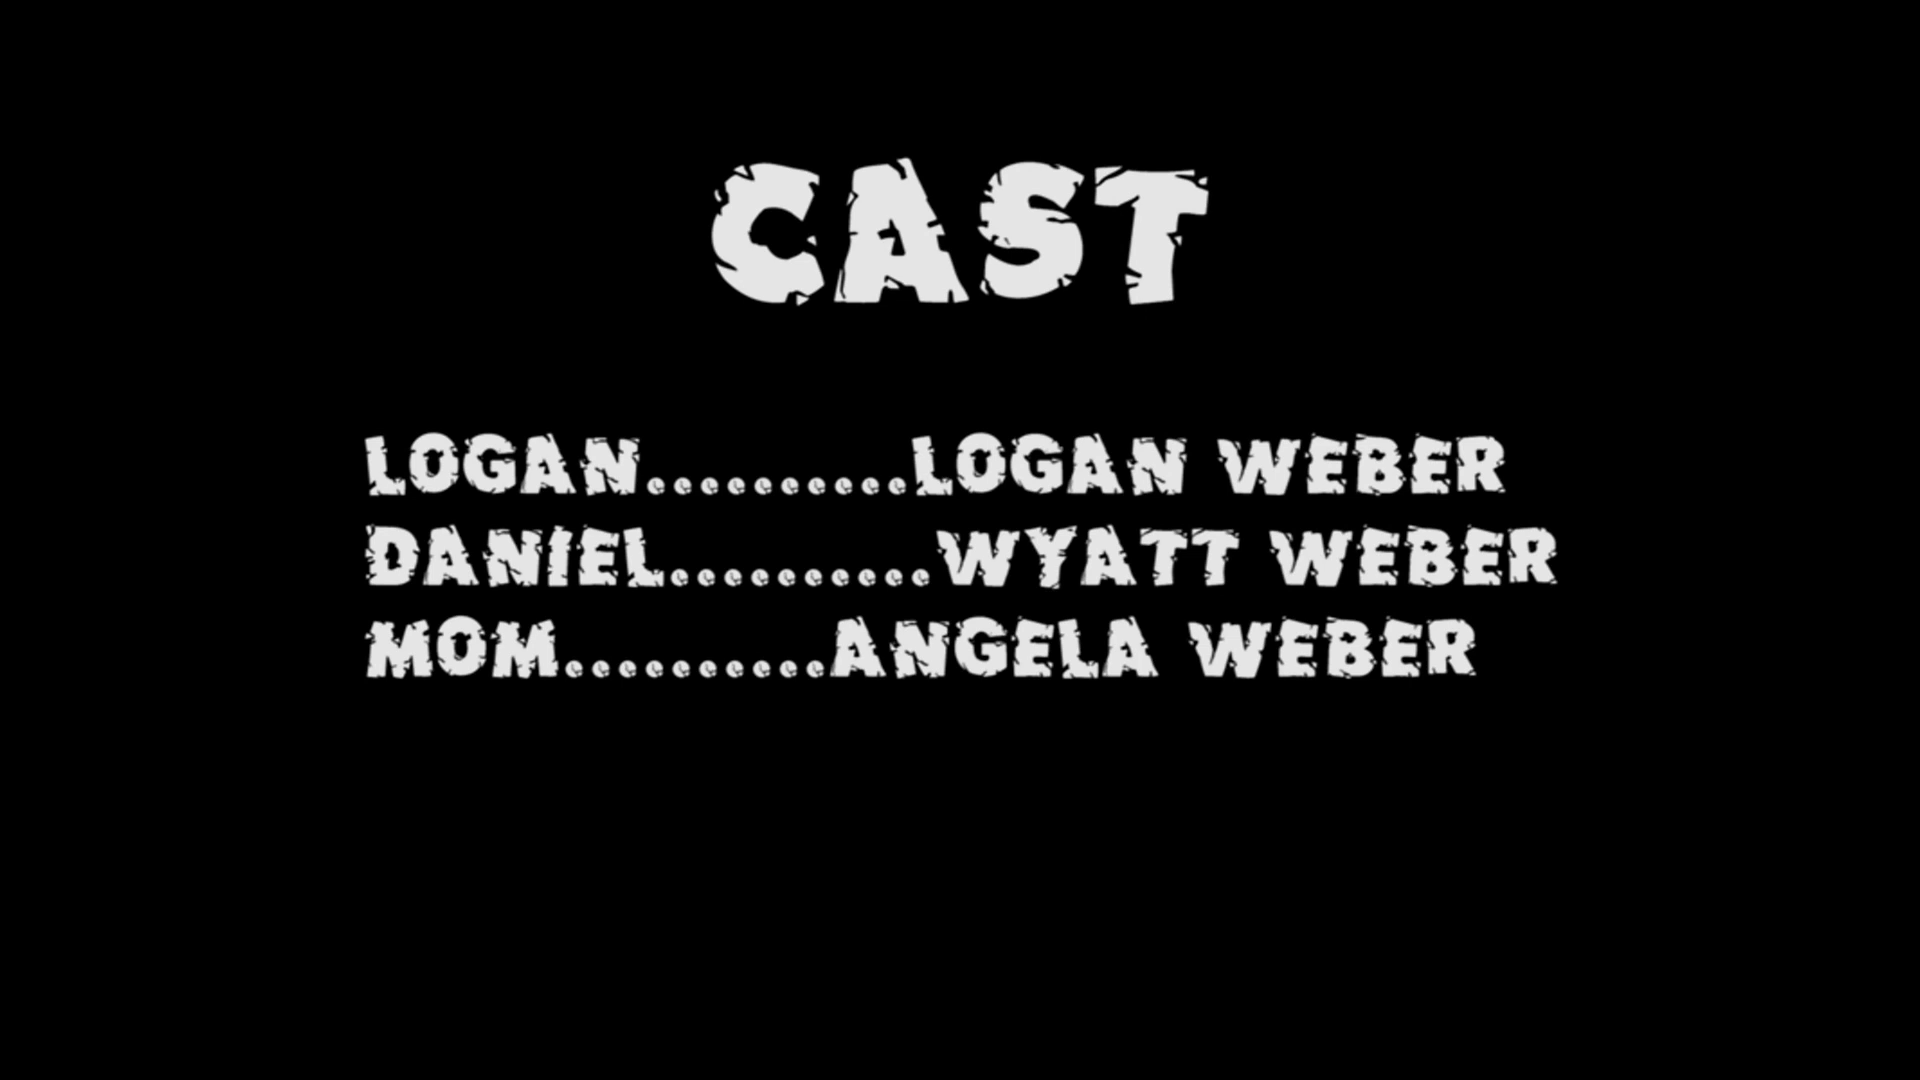 CAST
LOGAN..........LOGAN WEBER
DANIEL..........WYATT WEBER
MOM..........ANGELA WEBER